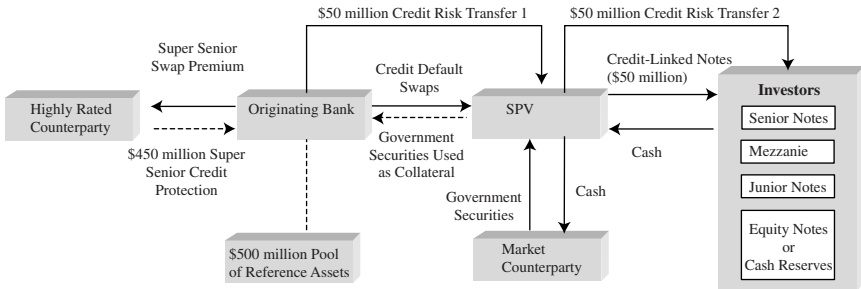 $50 million Credit Risk Transfer 1
$50 million Credit Risk Transfer 2
Super Senior
Swap Premium
Credit Default
Swaps
Credit-Linked Notes
($50 million)
Highly Rated
Counterparty
Originating Bank
SPV
Investors
Senior Notes
Mezzanie
Junior Notes
Equity Notes
or
Cash Reserves
$450 million Super
Senior Credit
Protection
Government
Securities Used
as Collateral
Cash
Government
Securities
Cash
$500 million Pool
of Reference Assets
Market
Counterparty